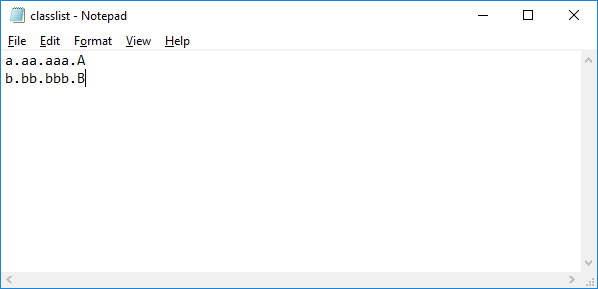 classlist - Notepad
File Edit Format View Help
a.aa.aaa.A
b.bb.bbb.B